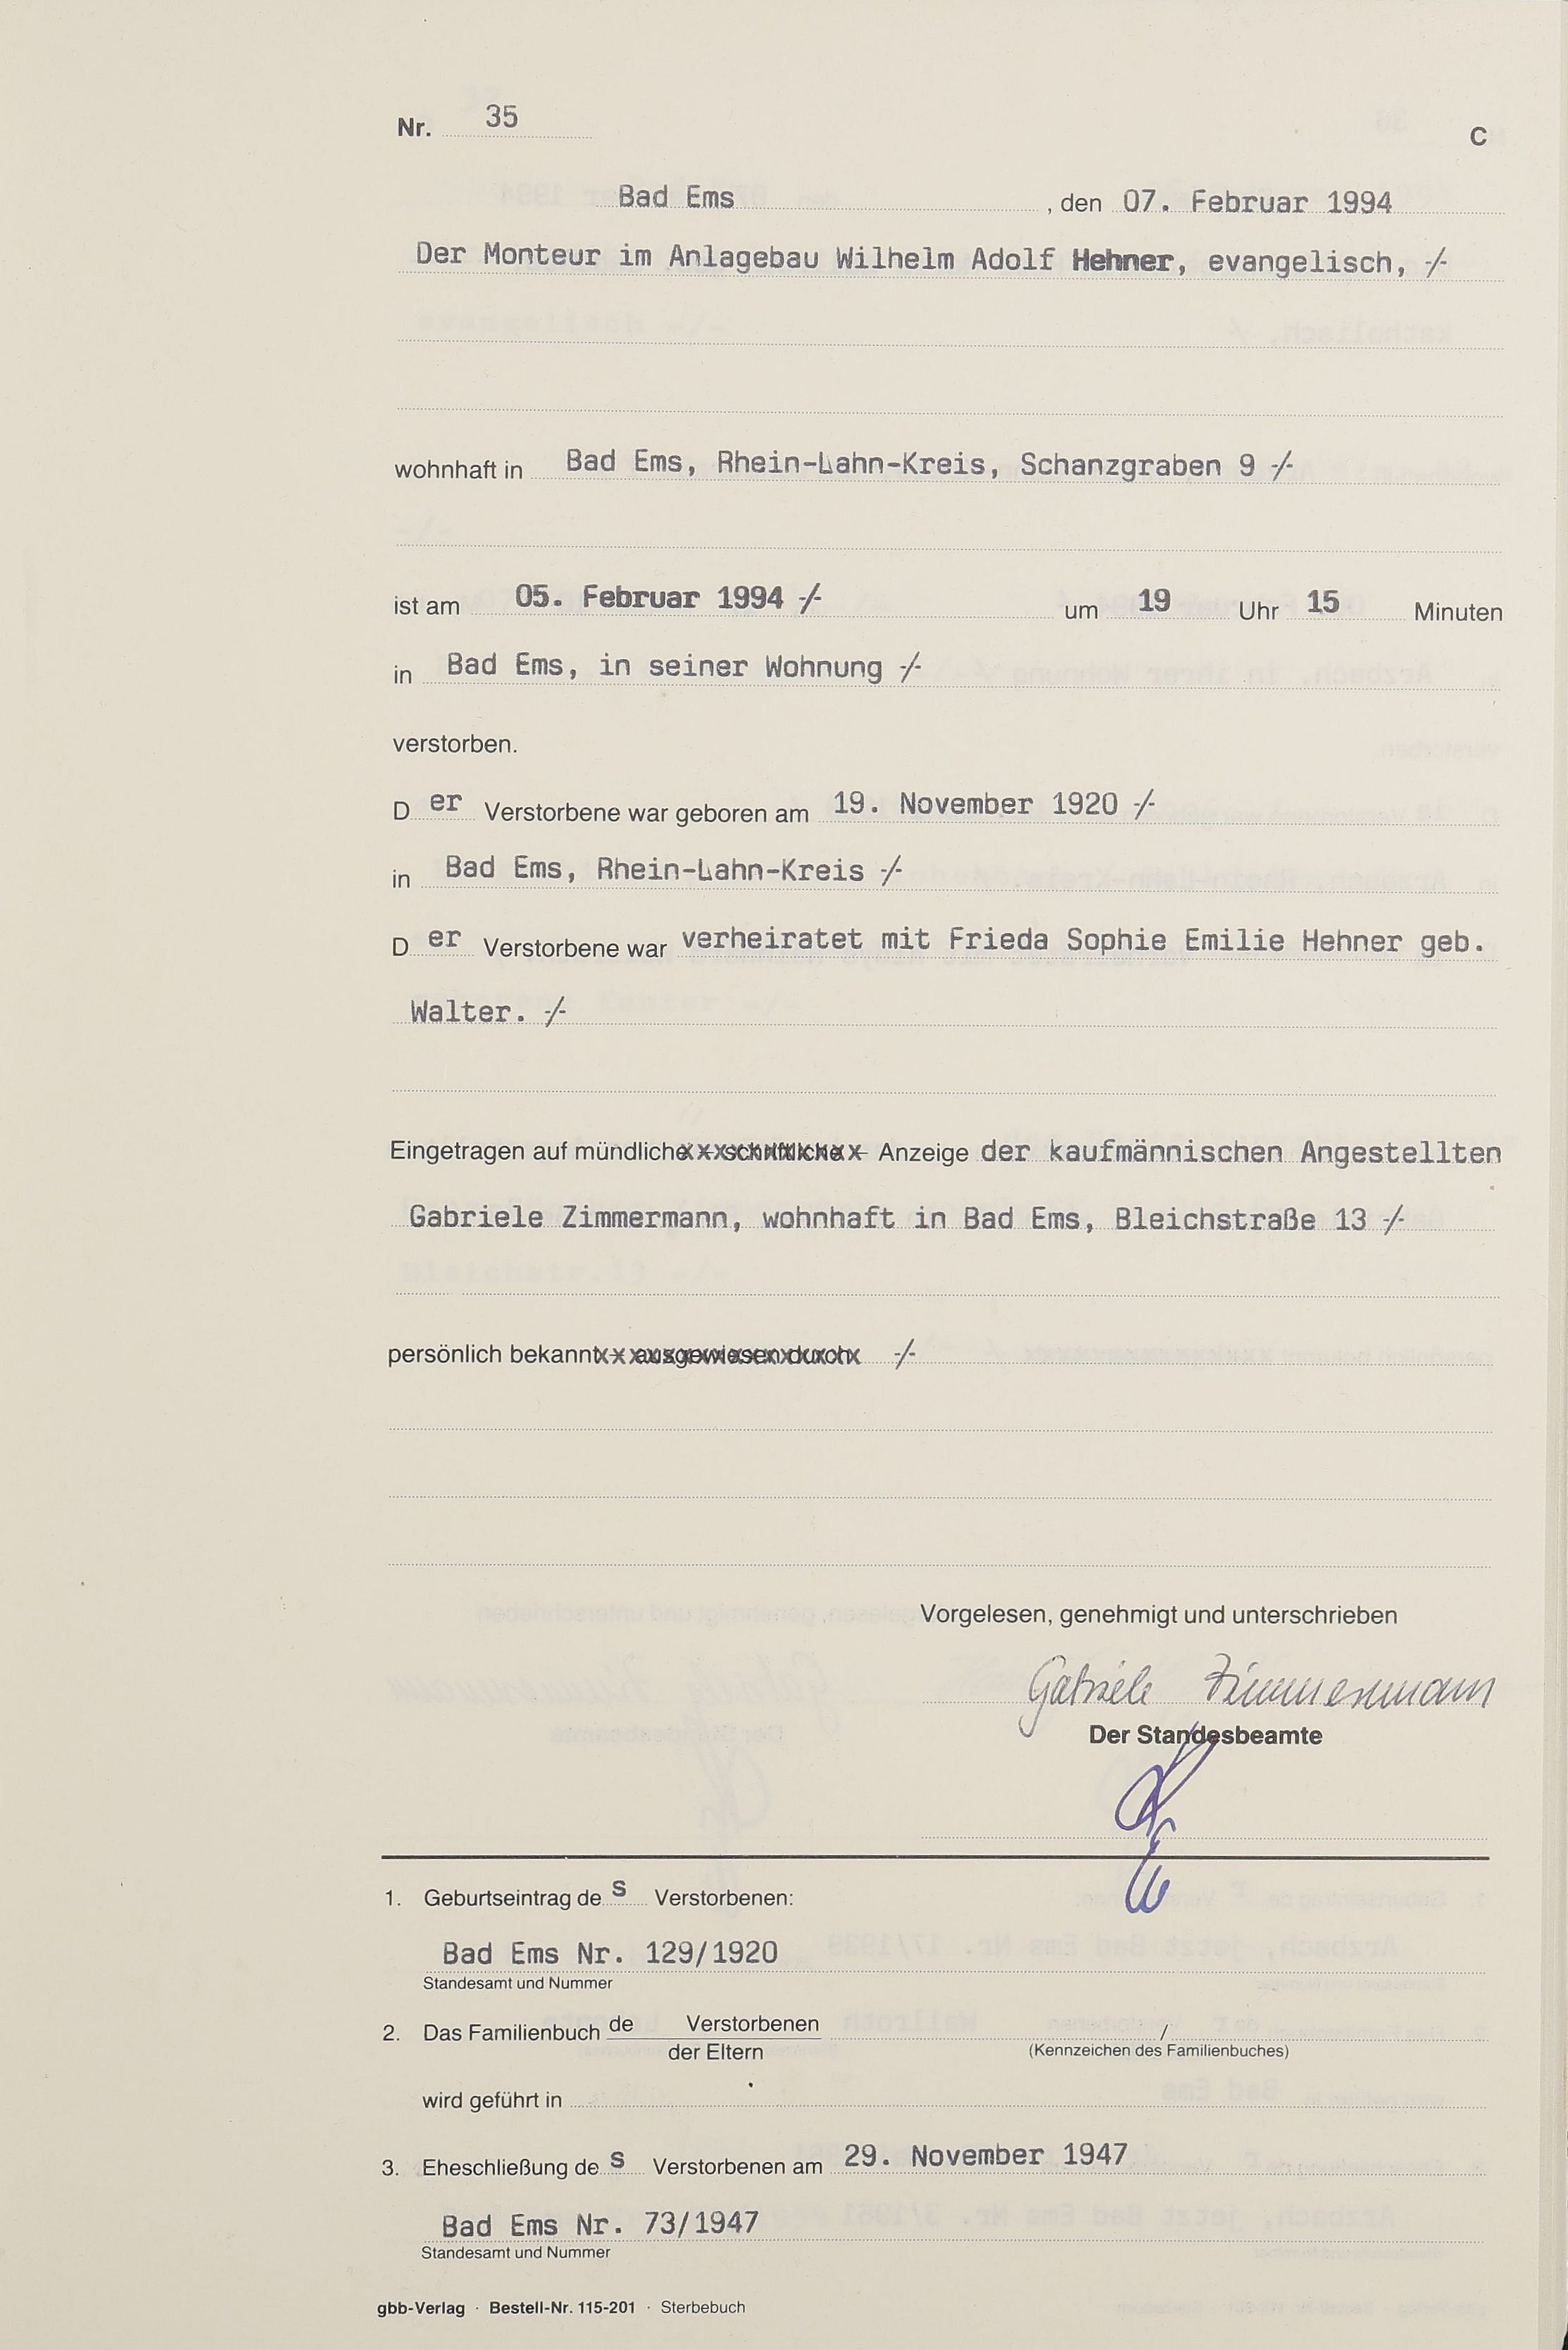 Nr. 35
C
Bad Ems , den 07. Februar 1994
Der Monteur im Anlagebau Wilhelm Adolf Hehner, evangelisch, -/-
wohnhaft in Bad Ems, Rhein-Lahn-Kreis, Schanzgraben 9 -/-
ist am 05. Februar 1994 -/- um 19 Uhr 15 Minuten
in Bad Ems, in seiner Wohnung -/-
verstorben.
D er Verstorbene war geboren am 19. November 1920 -/-
in Bad Ems, Rhein-Lahn-Kreis -/-
D er Verstorbene war verheiratet mit Frieda Sophie Emilie Hehner geb.
Walter. -/-
Eingetragen auf mündliche – schriftliche – Anzeige der kaufmännischen Angestellten
Gabriele Zimmermann, wohnhaft in Bad Ems, Bleichstraße 13 -/-
persönlich bekannt – ausgewiesen durch -/-
Vorgelesen, genehmigt und unterschrieben
Gabriele Zimmermann
Der Standesbeamte
1. Geburtseintrag de s Verstorbenen:
Bad Ems Nr. 129/1920
Standesamt und Nummer
2. Das Familienbuch de Verstorbenen /
der Eltern (Kennzeichen des Familienbuches)
wird geführt in
3. Eheschließung de s Verstorbenen am 29. November 1947
Bad Ems Nr. 73/1947
Standesamt und Nummer
gbb-Verlag · Bestell-Nr. 115-201 · Sterbebuch